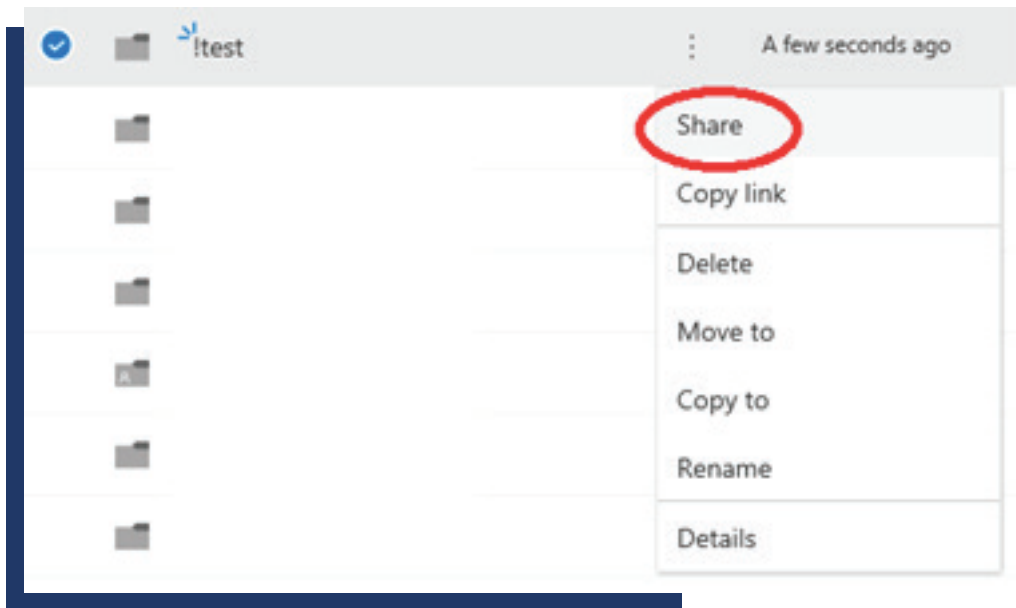 !test
A few seconds ago
Share
Copy link
Delete
Move to
A
Copy to
Rename
Details